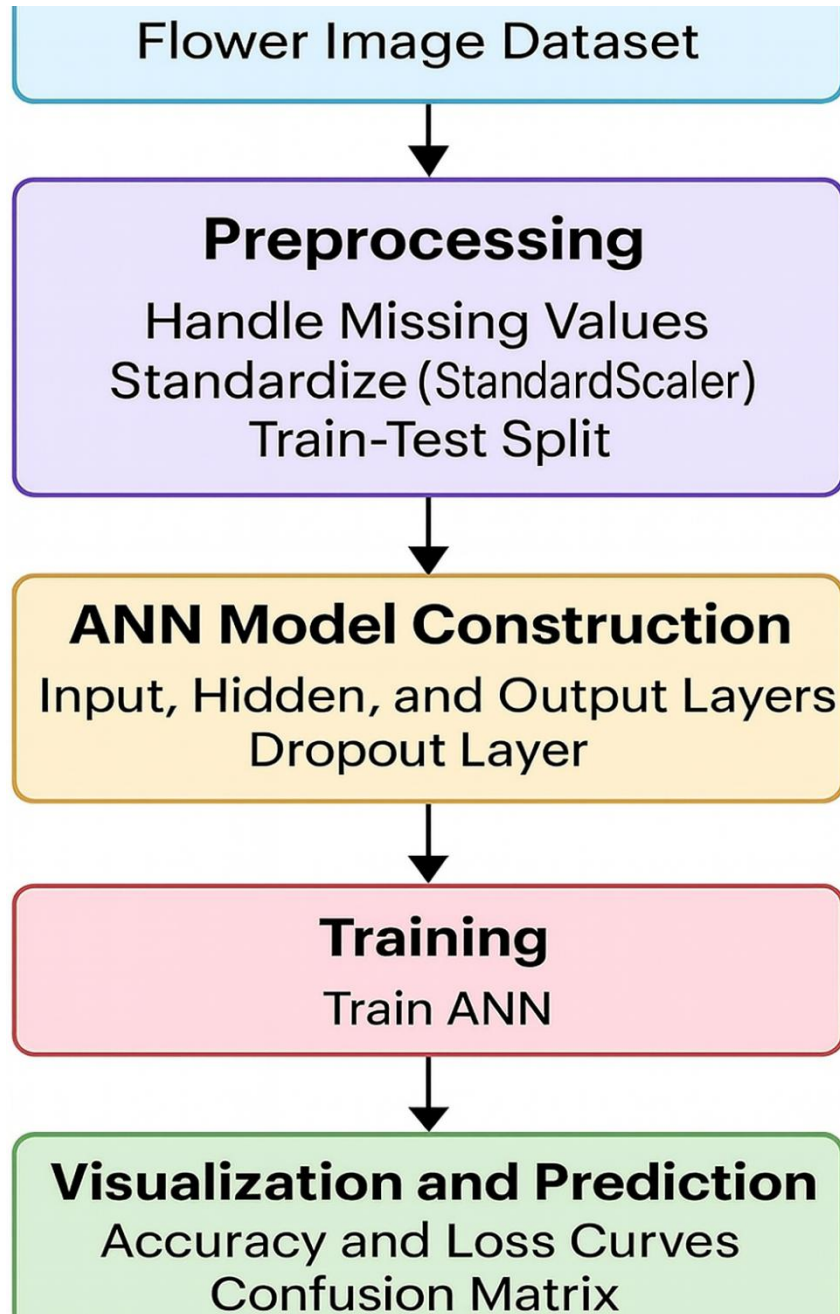 Flower Image Dataset
Preprocessing
Handle Missing Values
Standardize (StandardScaler)
Train-Test Split
ANN Model Construction
Input, Hidden, and Output Layers
Dropout Layer
Training
Train ANN
Visualization and Prediction
Accuracy and Loss Curves
Confusion Matrix